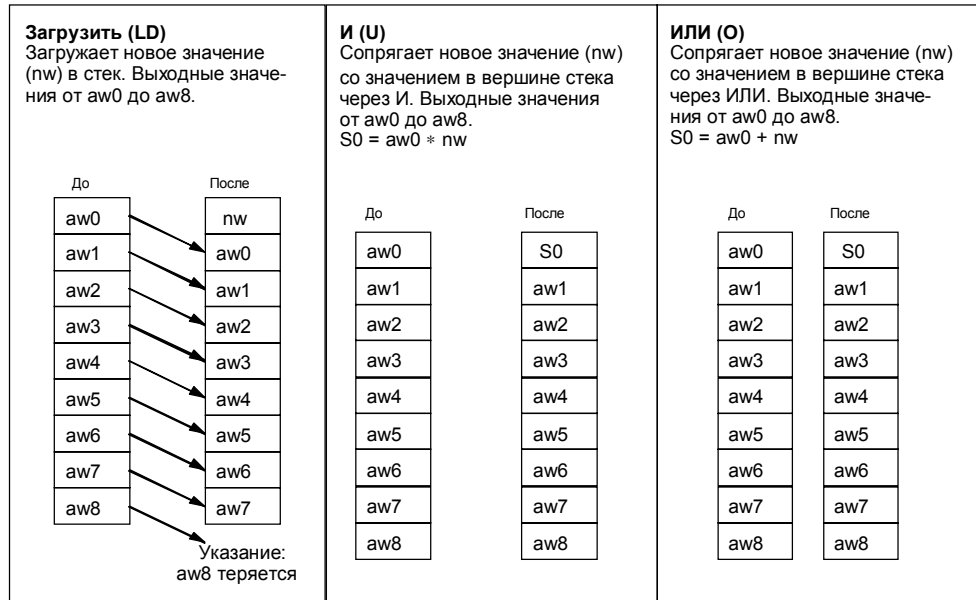 Загрузить (LD)
Загружает новое значение
(nw) в стек. Выходные значе-
ния от aw0 до aw8.
До
После
aw0
aw1
aw2
aw3
aw4
aw5
aw6
aw7
aw8
nw
aw0
aw1
aw2
aw3
aw4
aw5
aw6
aw7
Указание:
aw8 теряется
И (U)
Сопрягает новое значение (nw)
со значением в вершине стека
через И. Выходные значения
от aw0 до aw8.
S0 = aw0 * nw
До
После
aw0
aw1
aw2
aw3
aw4
aw5
aw6
aw7
aw8
S0
aw1
aw2
aw3
aw4
aw5
aw6
aw7
aw8
ИЛИ (O)
Сопрягает новое значение (nw)
со значением в вершине стека
через ИЛИ. Выходные значе-
ния от aw0 до aw8.
S0 = aw0 + nw
До
После
aw0
aw1
aw2
aw3
aw4
aw5
aw6
aw7
aw8
S0
aw1
aw2
aw3
aw4
aw5
aw6
aw7
aw8